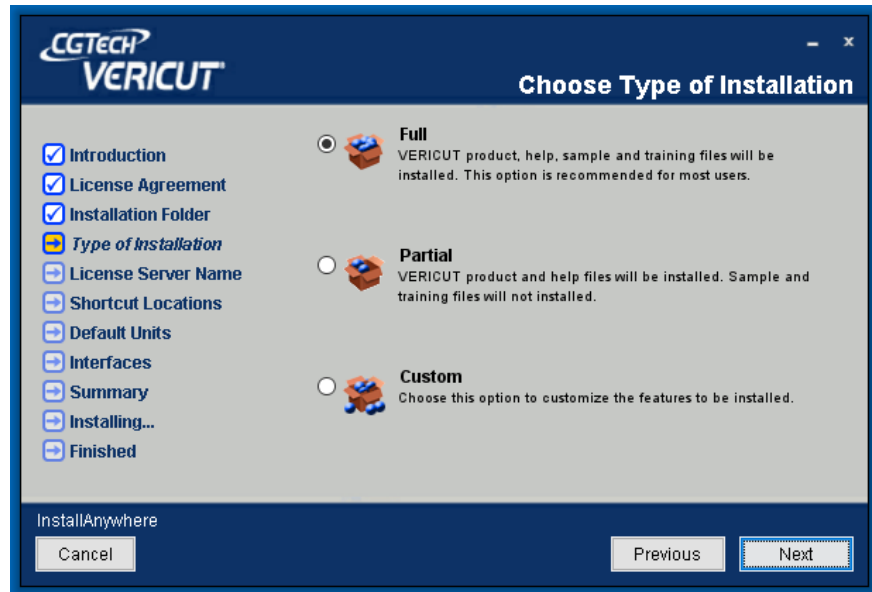 CGTECH
VERICUT
Choose Type of Installation
Introduction
License Agreement
Installation Folder
Type of Installation
License Server Name
Shortcut Locations
Default Units
Interfaces
Summary
Installing...
Finished
Full
VERICUT product, help, sample and training files will be
installed. This option is recommended for most users.
Partial
VERICUT product and help files will be installed. Sample and
training files will not installed.
Custom
Choose this option to customize the features to be installed.
InstallAnywhere
Cancel
Previous
Next